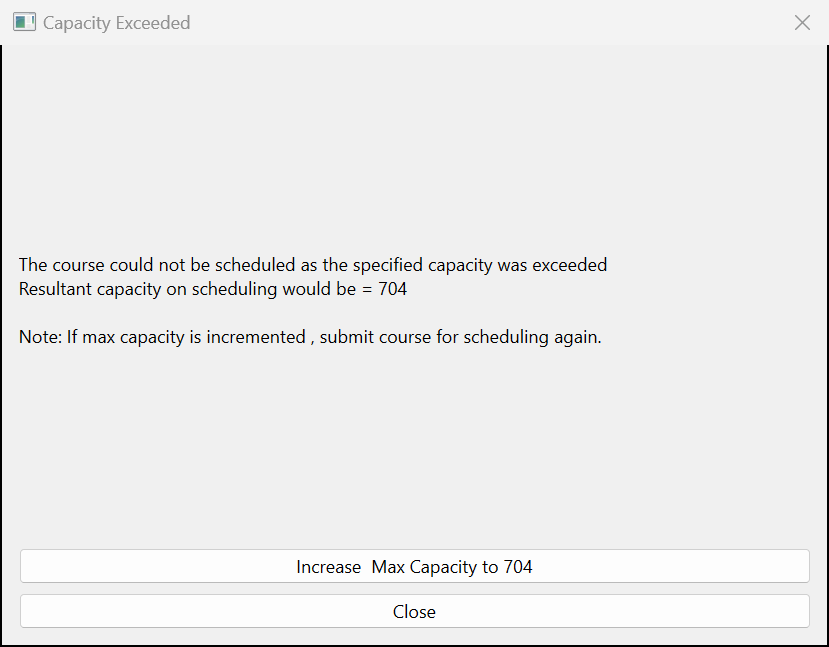 Capacity Exceeded
The course could not be scheduled as the specified capacity was exceeded
Resultant capacity on scheduling would be = 704
Note: If max capacity is incremented , submit course for scheduling again.
Increase  Max Capacity to 704
Close